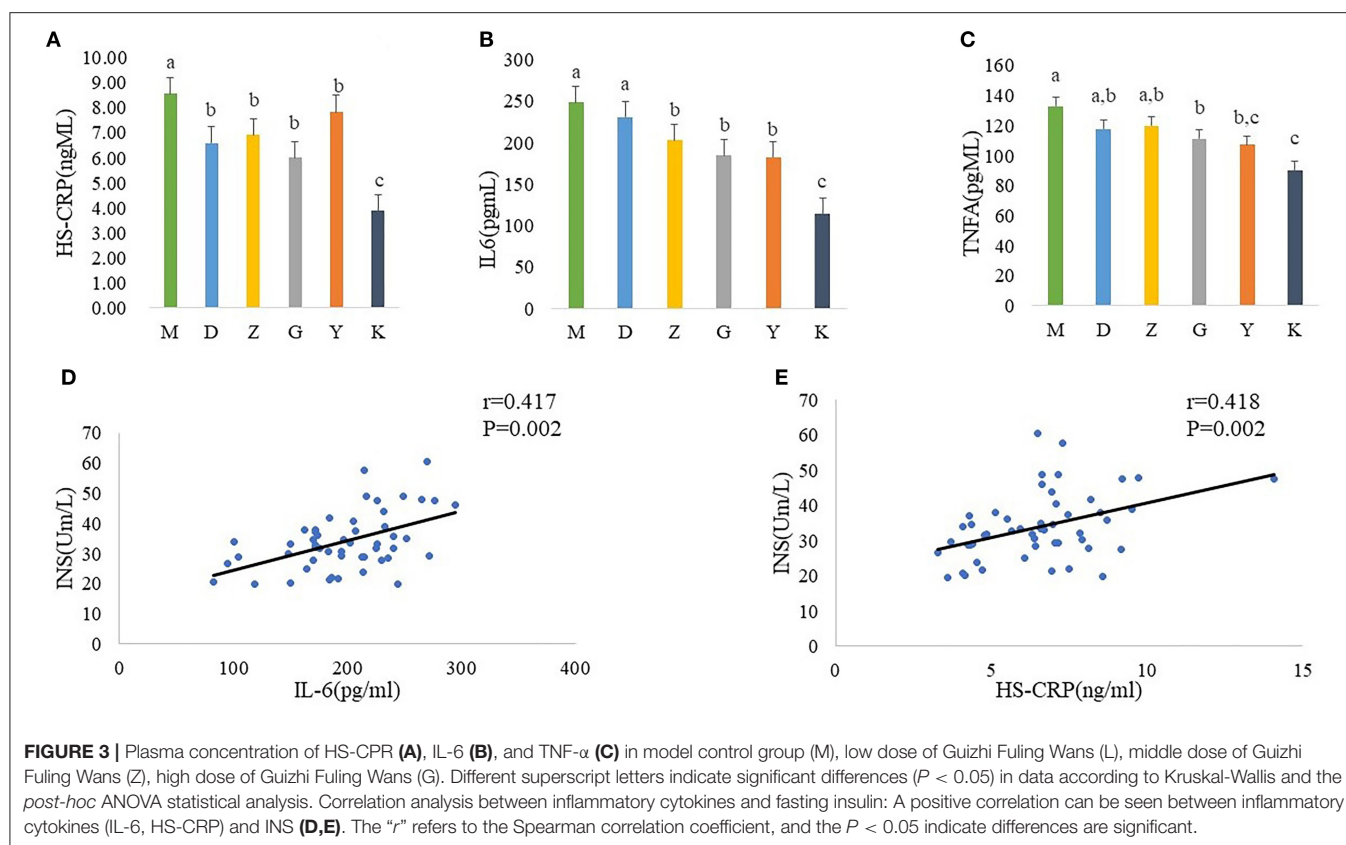 A
HS-CRP(ngML)
10.00
9.00
8.00
7.00
6.00
5.00
4.00
3.00
2.00
1.00
0.00
a
b
b
b
b
c
M D Z G Y K
B
IL6(pgmL)
300
250
200
150
100
50
0
a
a
b
b
b
c
M D Z G Y K
C
TNFA(pgML)
160
140
120
100
80
60
40
20
0
a
a,b
a,b
b
b,c
c
M D Z G Y K
D
r=0.417
P=0.002
INS(Um/L)
70
60
50
40
30
20
10
0
0 100 200 300 400
IL-6(pg/ml)
E
r=0.418
P=0.002
INS(Um/L)
70
60
50
40
30
20
10
0
0 5 10 15
HS-CRP(ng/ml)
FIGURE 3 | Plasma concentration of HS-CPR (A), IL-6 (B), and TNF-α (C) in model control group (M), low dose of Guizhi Fuling Wans (L), middle dose of Guizhi
Fuling Wans (Z), high dose of Guizhi Fuling Wans (G). Different superscript letters indicate significant differences (P < 0.05) in data according to Kruskal-Wallis and the
post-hoc ANOVA statistical analysis. Correlation analysis between inflammatory cytokines and fasting insulin: A positive correlation can be seen between inflammatory
cytokines (IL-6, HS-CRP) and INS (D,E). The “r” refers to the Spearman correlation coefficient, and the P < 0.05 indicate differences are significant.